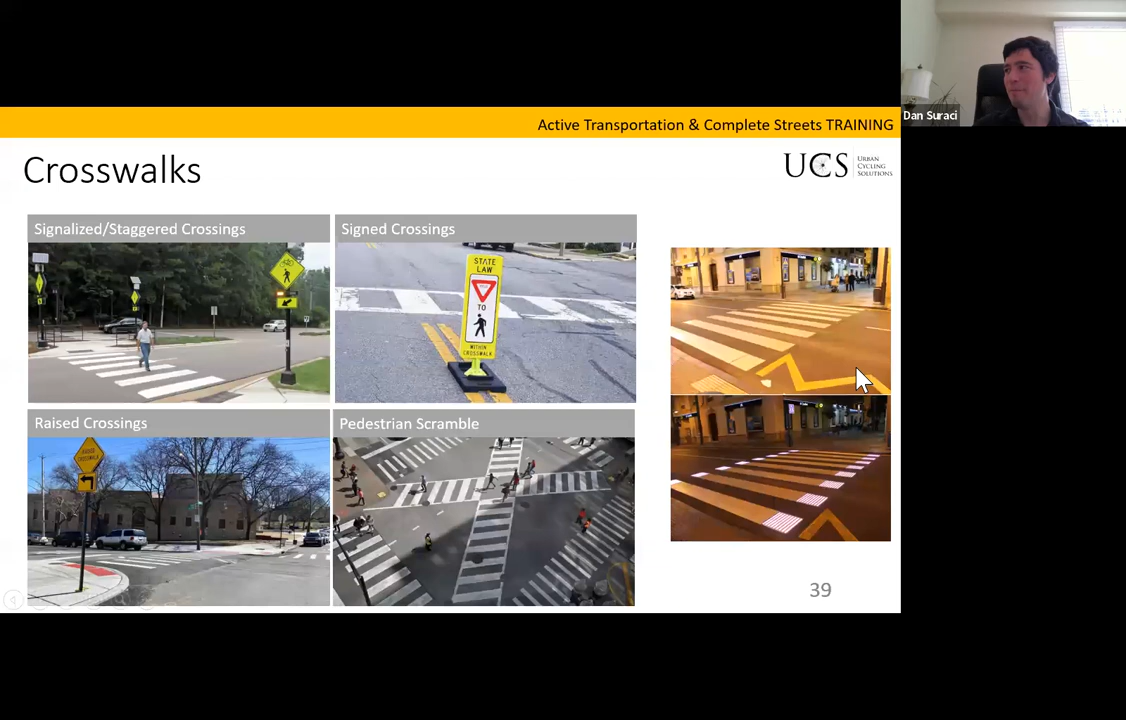 Active Transportation & Complete Streets TRAINING
Dan Suraci
Crosswalks
UCS
URBAN
CYCLING
SOLUTIONS
Signalized/Staggered Crossings
Signed Crossings
STATE
LAW
TO
WITHIN
CROSSWALK
Raised Crossings
Pedestrian Scramble
39